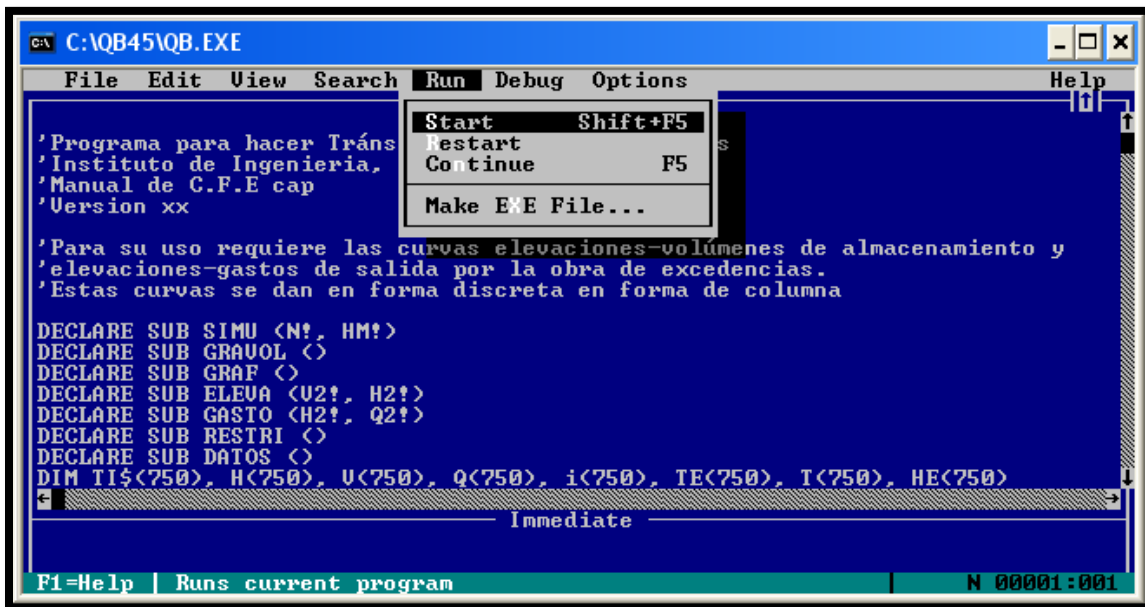 C:\QB45\QB.EXE
File Edit View Search Run Debug Options Help
Start Shift+F5
Restart
Continue F5
Make EXE File...
'Programa para hacer Tráns s
'Instituto de Ingenieria,
'Manual de C.F.E cap
'Version xx
'Para su uso requiere las curvas elevaciones-volúmenes de almacenamiento y
'elevaciones-gastos de salida por la obra de excedencias.
'Estas curvas se dan en forma discreta en forma de columna
DECLARE SUB SIMU (N!, HM!)
DECLARE SUB GRAVOL ()
DECLARE SUB GRAF ()
DECLARE SUB ELEVA (V2!, H2!)
DECLARE SUB GASTO (H2!, Q2!)
DECLARE SUB RESTRI ()
DECLARE SUB DATOS ()
DIM TI$(750), H(750), V(750), Q(750), i(750), TE(750), T(750), HE(750)
Immediate
F1=Help | Runs current program N 00001:001